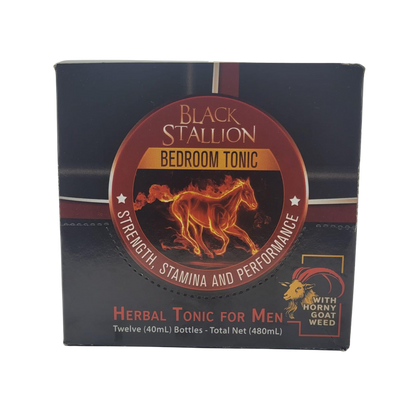 BLACK
STALLION
BEDROOM TONIC
STRENGTH, STAMINA AND PERFORMANCE
WITH
HORNY
GOAT
WEED
HERBAL TONIC FOR MEN
Twelve (40mL) Bottles - Total Net (480mL)